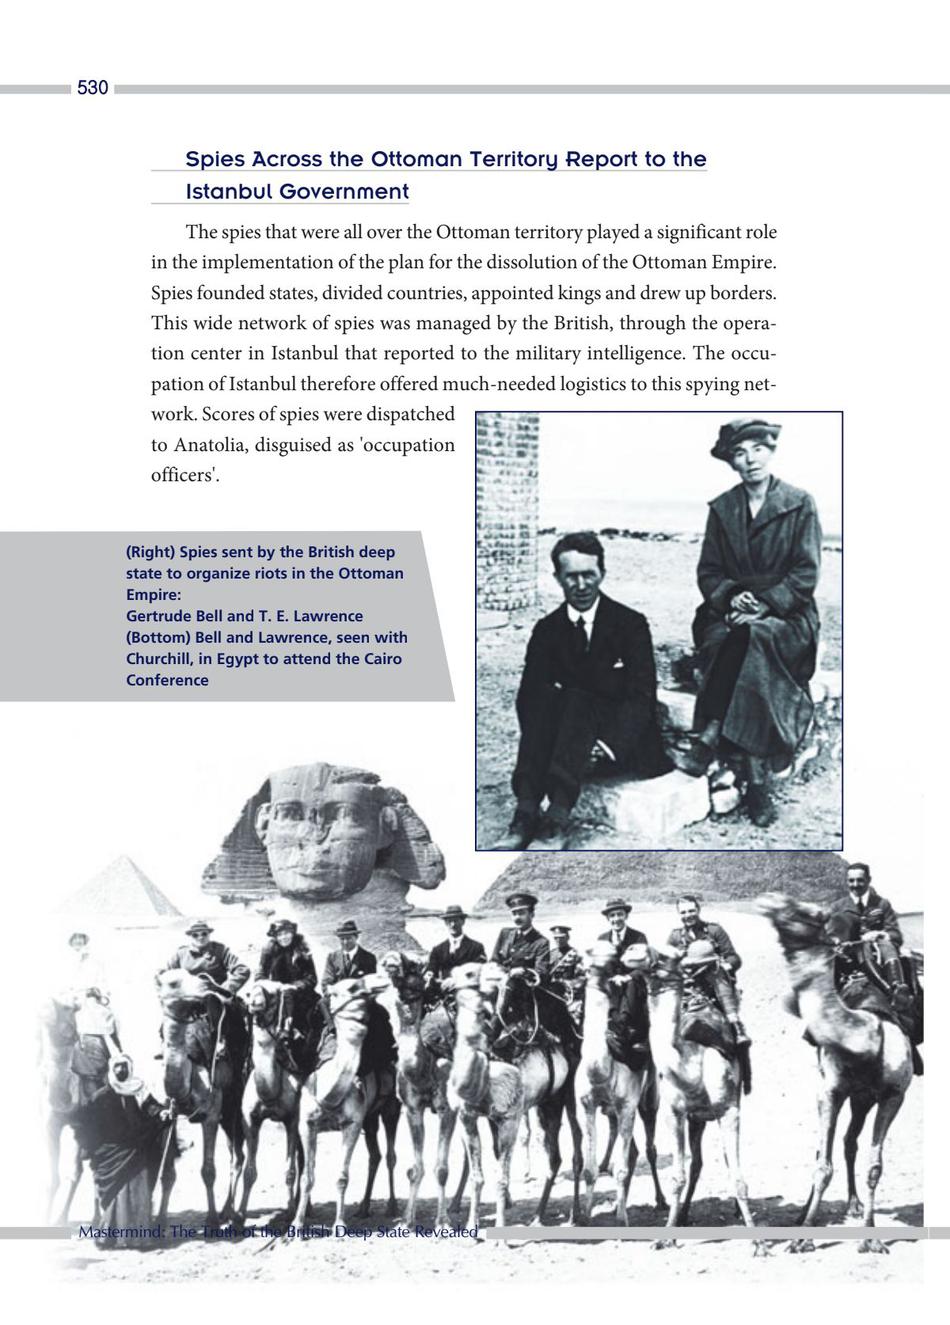 530
Spies Across the Ottoman Territory Report to the
Istanbul Government
The spies that were all over the Ottoman territory played a significant role
in the implementation of the plan for the dissolution of the Ottoman Empire.
Spies founded states, divided countries, appointed kings and drew up borders.
This wide network of spies was managed by the British, through the opera-
tion center in Istanbul that reported to the military intelligence. The occu-
pation of Istanbul therefore offered much-needed logistics to this spying net-
work. Scores of spies were dispatched
to Anatolia, disguised as 'occupation
officers'.
(Right) Spies sent by the British deep
state to organize riots in the Ottoman
Empire:
Gertrude Bell and T. E. Lawrence
(Bottom) Bell and Lawrence, seen with
Churchill, in Egypt to attend the Cairo
Conference
Mastermind: The Truth of the British Deep State Revealed